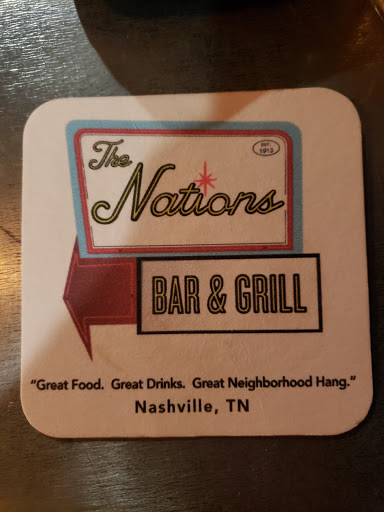 The
EST.
1913
Nations
BAR & GRILL
“Great Food. Great Drinks. Great Neighborhood Hang.”
Nashville, TN